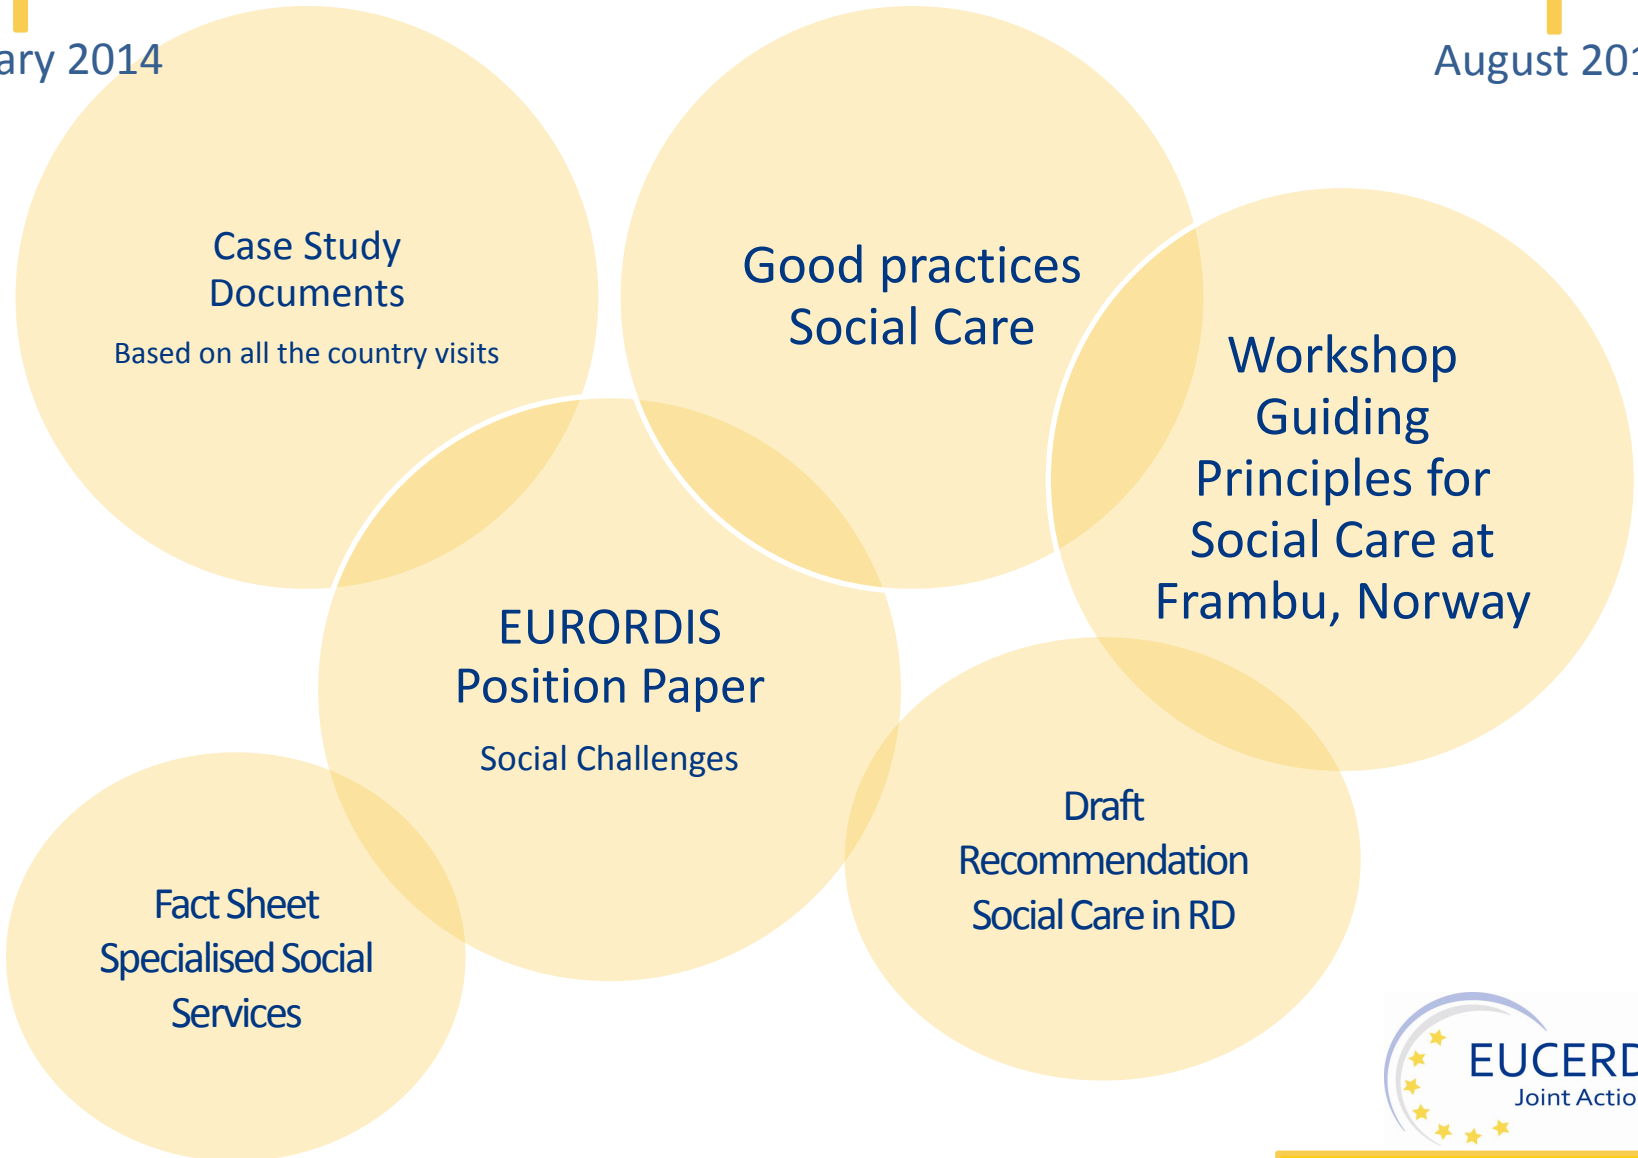 ary 2014
August 201
Case Study
Documents
Based on all the country visits
Good practices
Social Care
Workshop
Guiding
Principles for
Social Care at
Frambu, Norway
EURORDIS
Position Paper
Social Challenges
Draft
Recommendation
Social Care in RD
Fact Sheet
Specialised Social
Services
EUCERD
Joint Actio